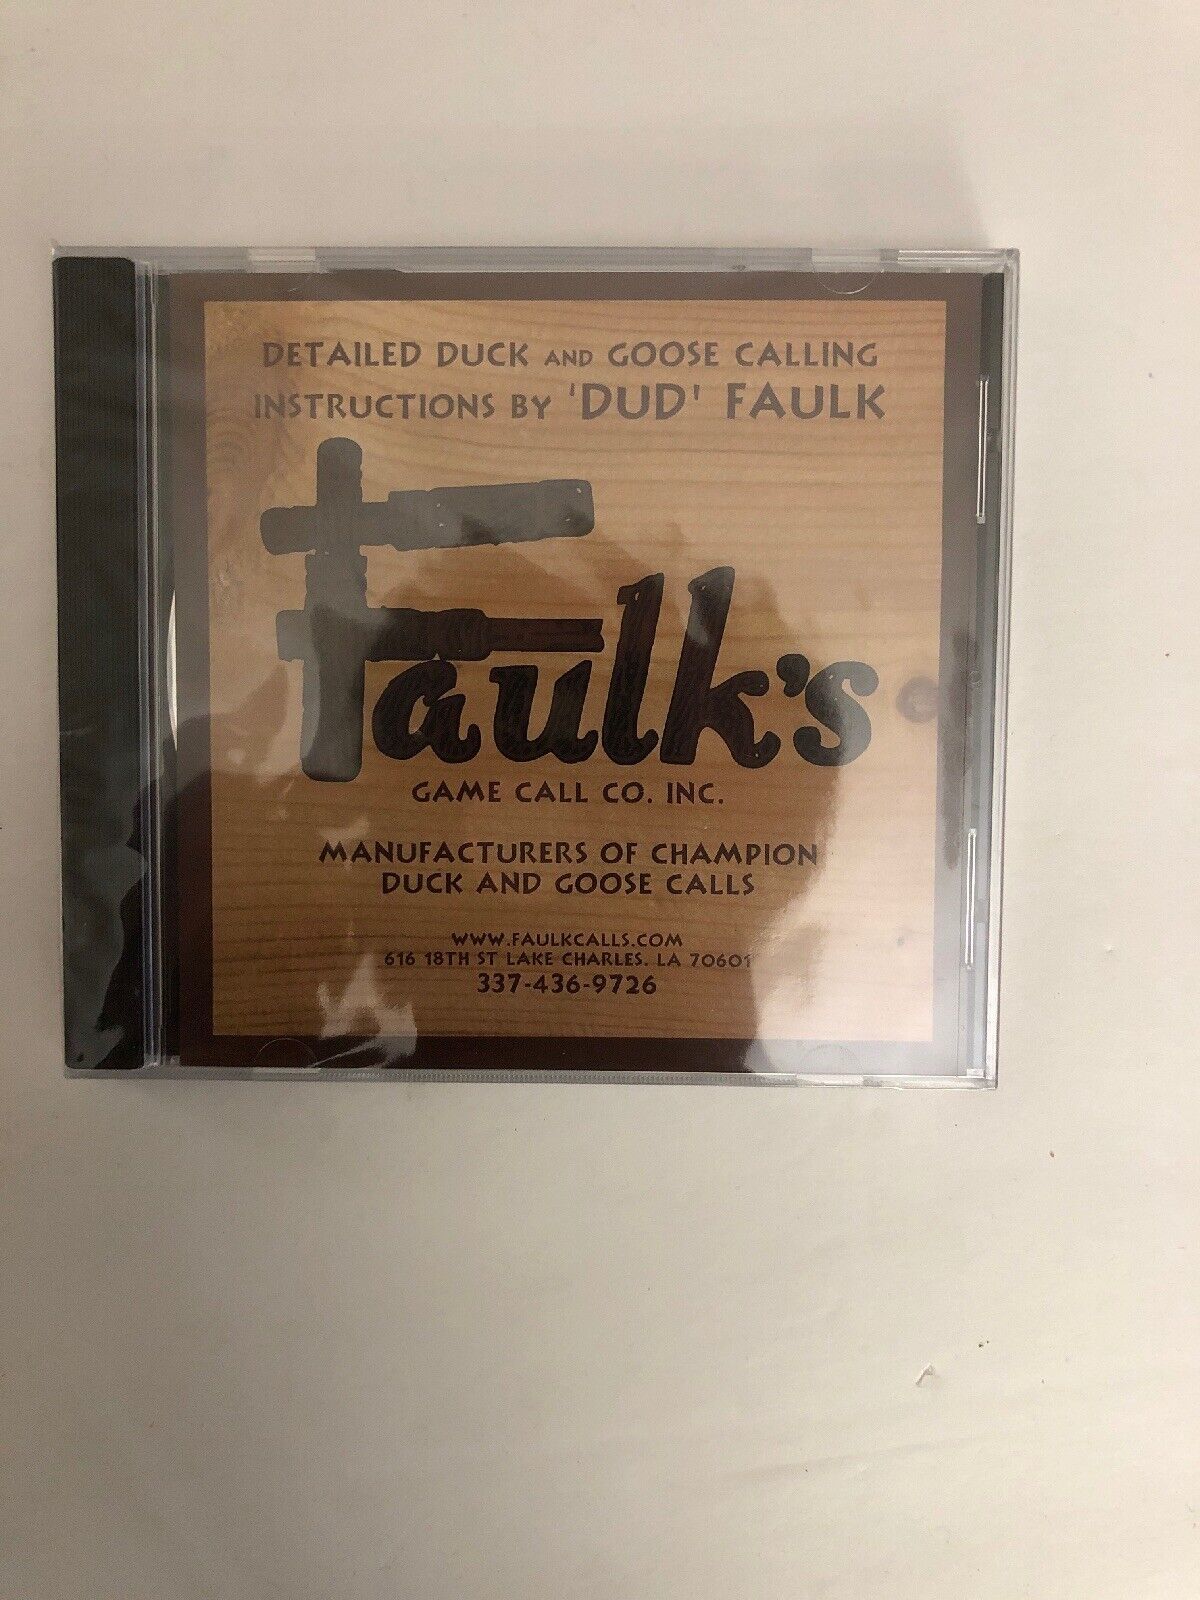 DETAILED DUCK AND GOOSE CALLING
INSTRUCTIONS BY 'DUD' FAULK
Faulk's
GAME CALL CO. INC.
MANUFACTURERS OF CHAMPION
DUCK AND GOOSE CALLS
WWW.FAULKCALLS.COM
616 18TH ST LAKE CHARLES, LA 70601
337-436-9726